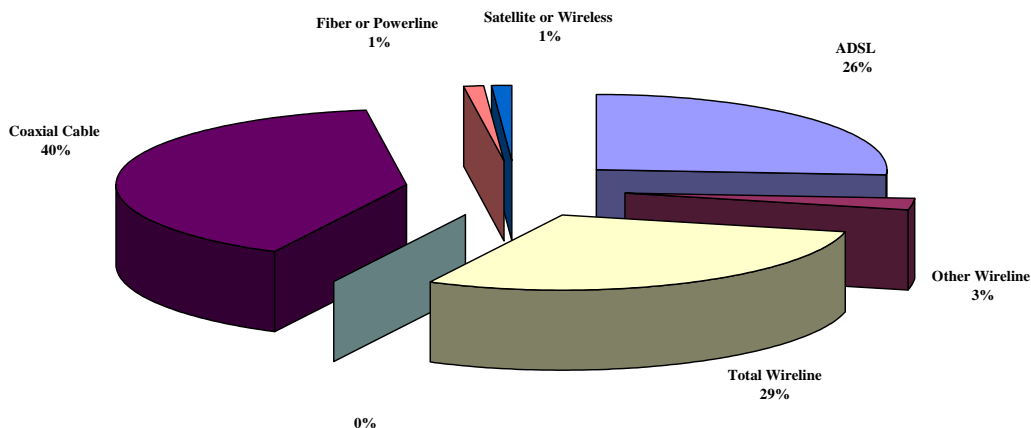 Fiber or Powerline
1%
Satellite or Wireless
1%
ADSL
26%
Coaxial Cable
40%
Other Wireline
3%
Total Wireline
29%
0%